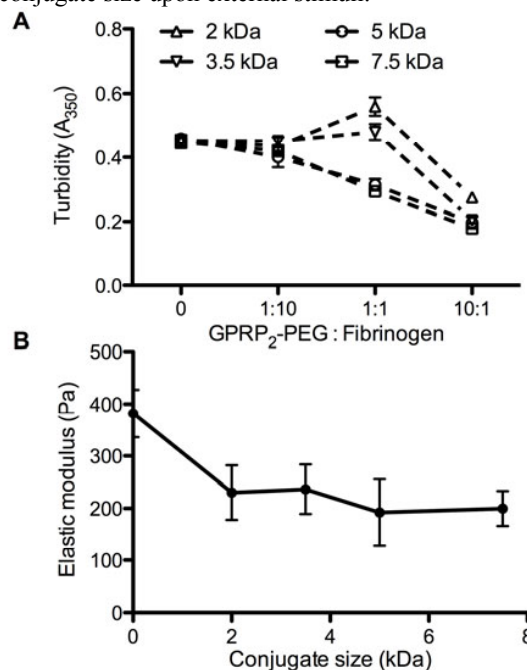 conjugate size upon external stimuli.
A
2 kDa
5 kDa
3.5 kDa
7.5 kDa
0.8
0.6
0.4
0.2
0.0
Turbidity (A350)
0
1:10
1:1
10:1
GPRP2-PEG : Fibrinogen
B
500
400
300
200
100
0
Elastic modulus (Pa)
0
2
4
6
8
Conjugate size (kDa)